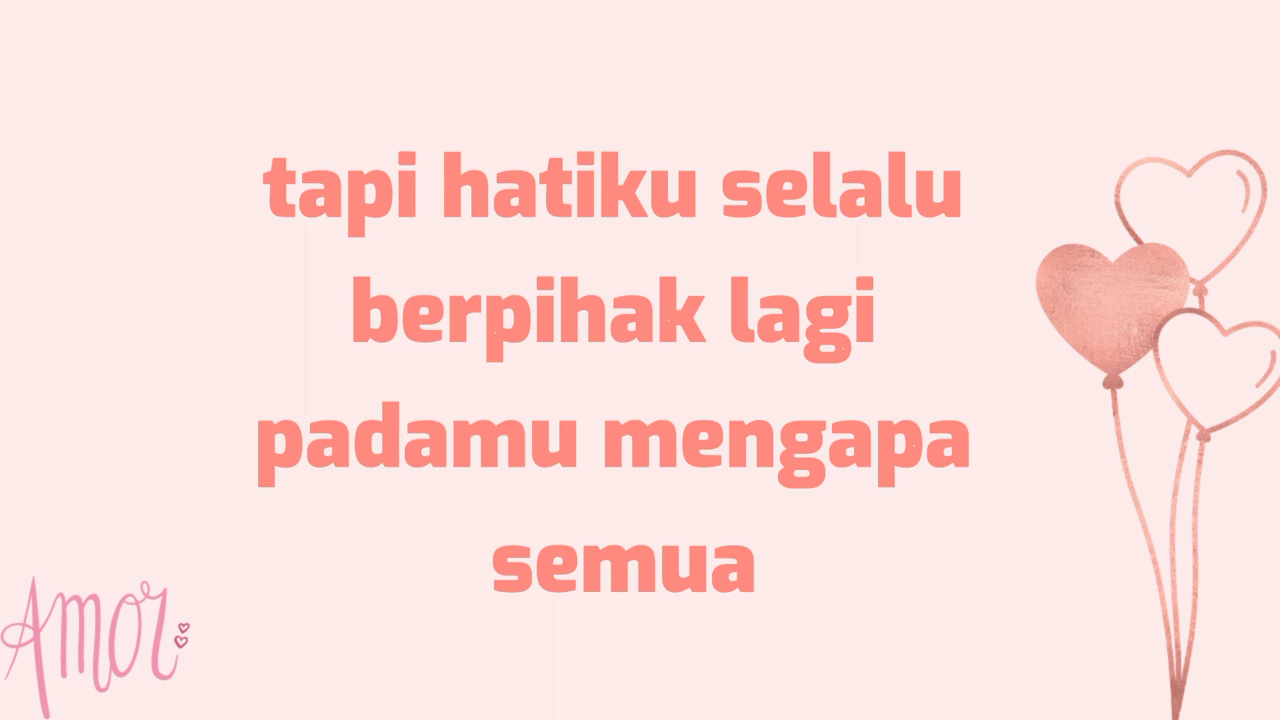 tapi hatiku selalu
berpihak lagi
padamu mengapa
semua
Amor